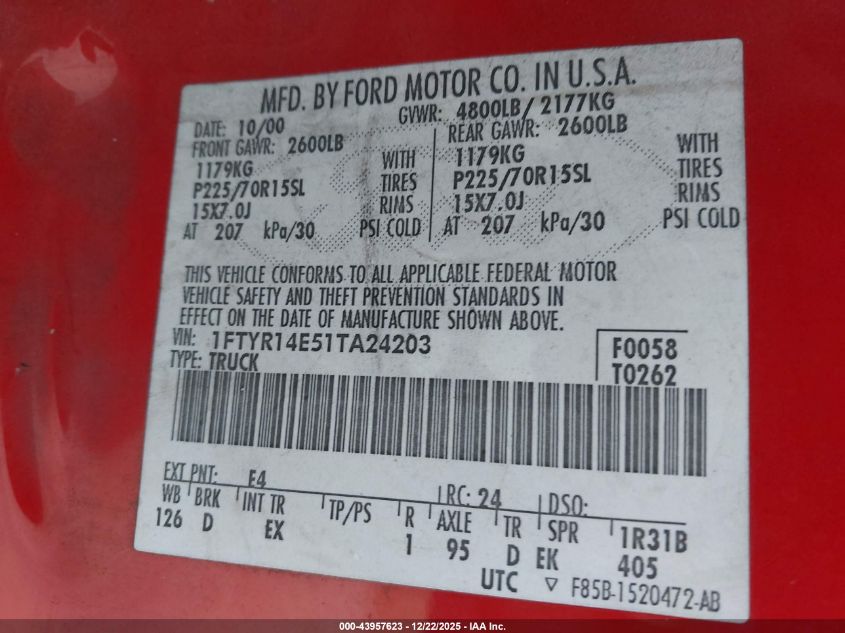 MFD. BY FORD MOTOR CO. IN U.S.A.
DATE: 10/00 GVWR: 4800LB/ 2177KG
FRONT GAWR: 2600LB REAR GAWR: 2600LB
1179KG WITH 1179KG WITH
P225/70R15SL TIRES P225/70R15SL TIRES
15X7.0J RIMS 15X7.0J RIMS
AT 207 kPa/30 PSI COLD AT 207 kPa/30 PSI COLD
THIS VEHICLE CONFORMS TO ALL APPLICABLE FEDERAL MOTOR
VEHICLE SAFETY AND THEFT PREVENTION STANDARDS IN
EFFECT ON THE DATE OF MANUFACTURE SHOWN ABOVE.
VIN: 1FTYR14E51TA24203 F0058
TYPE: TRUCK T0262
EXT PNT: E4 RC: 24 DSO:
WB BRK INT TR TP/PS R AXLE TR SPR 1R31B
126 D EX 1 95 D EK 405
UTC ▽ F85B-1520472-AB
000-43957623 - 12/22/2025 - IAA Inc.